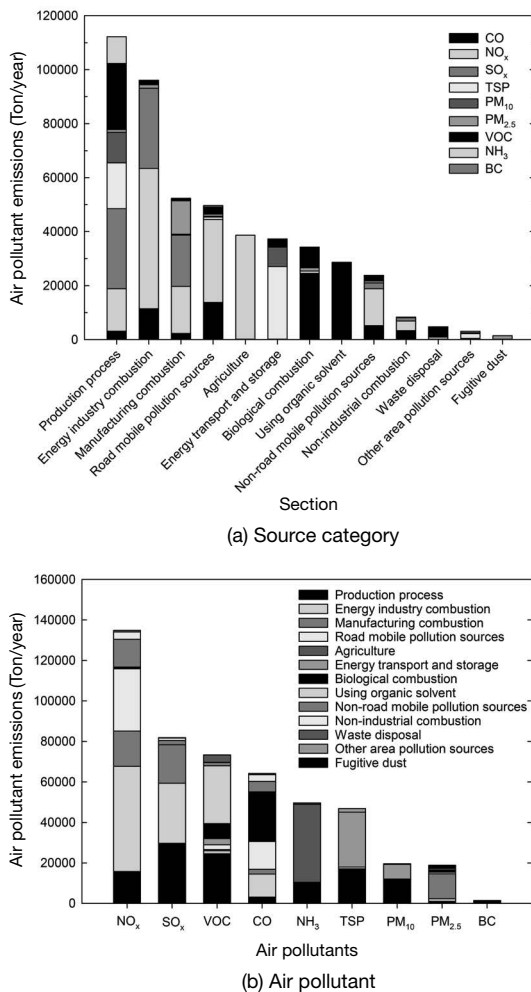 120000
100000
80000
60000
40000
20000
0
Air pollutant emissions (Ton/year)
CO
NOx
SOx
TSP
PM10
PM2.5
VOC
NH3
BC
Production process
Energy industry combustion
Manufacturing combustion
Road mobile pollution sources
Agriculture
Energy transport and storage
Biological combustion
Using organic solvent
Non-road mobile pollution sources
Non-industrial combustion
Waste disposal
Other area pollution sources
Fugitive dust
Section
(a) Source category
160000
140000
120000
100000
80000
60000
40000
20000
0
Air pollutant emissions (Ton/year)
Production process
Energy industry combustion
Manufacturing combustion
Road mobile pollution sources
Agriculture
Energy transport and storage
Biological combustion
Using organic solvent
Non-road mobile pollution sources
Non-industrial combustion
Waste disposal
Other area pollution sources
Fugitive dust
NOx SOx VOC CO NH3 TSP PM10 PM2.5 BC
Air pollutants
(b) Air pollutant